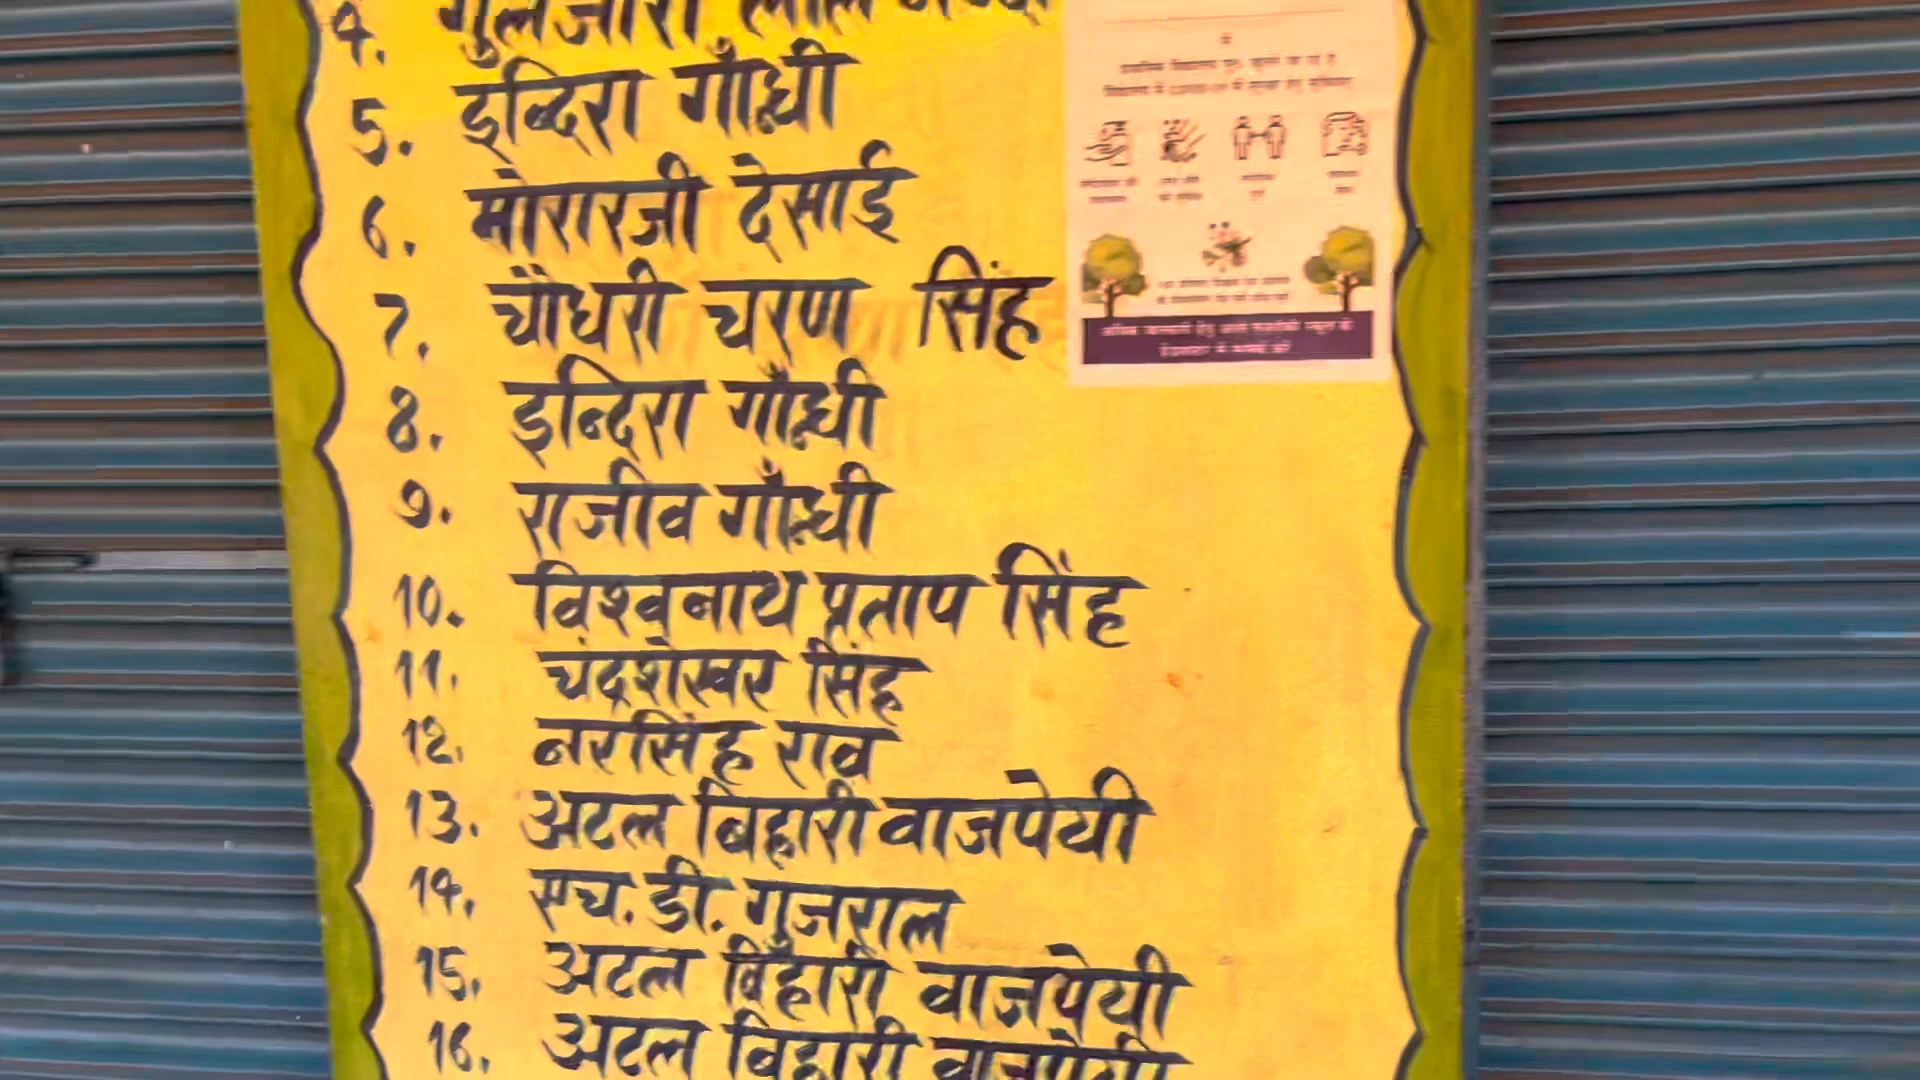 4. गुलजारी लाल नन्दा
5. इन्दिरा गाँधी
6. मोरारजी देसाई
7. चौधरी चरण सिंह
8. इन्दिरा गाँधी
9. राजीव गाँधी
10. विश्वनाथ प्रताप सिंह
11. चंद्रशेखर सिंह
12. नरसिंह राव
13. अटल बिहारी वाजपेयी
14. एच. डी. गुजराल
15. अटल बिहारी वाजपेयी
16. अटल बिहारी वाजपेयी